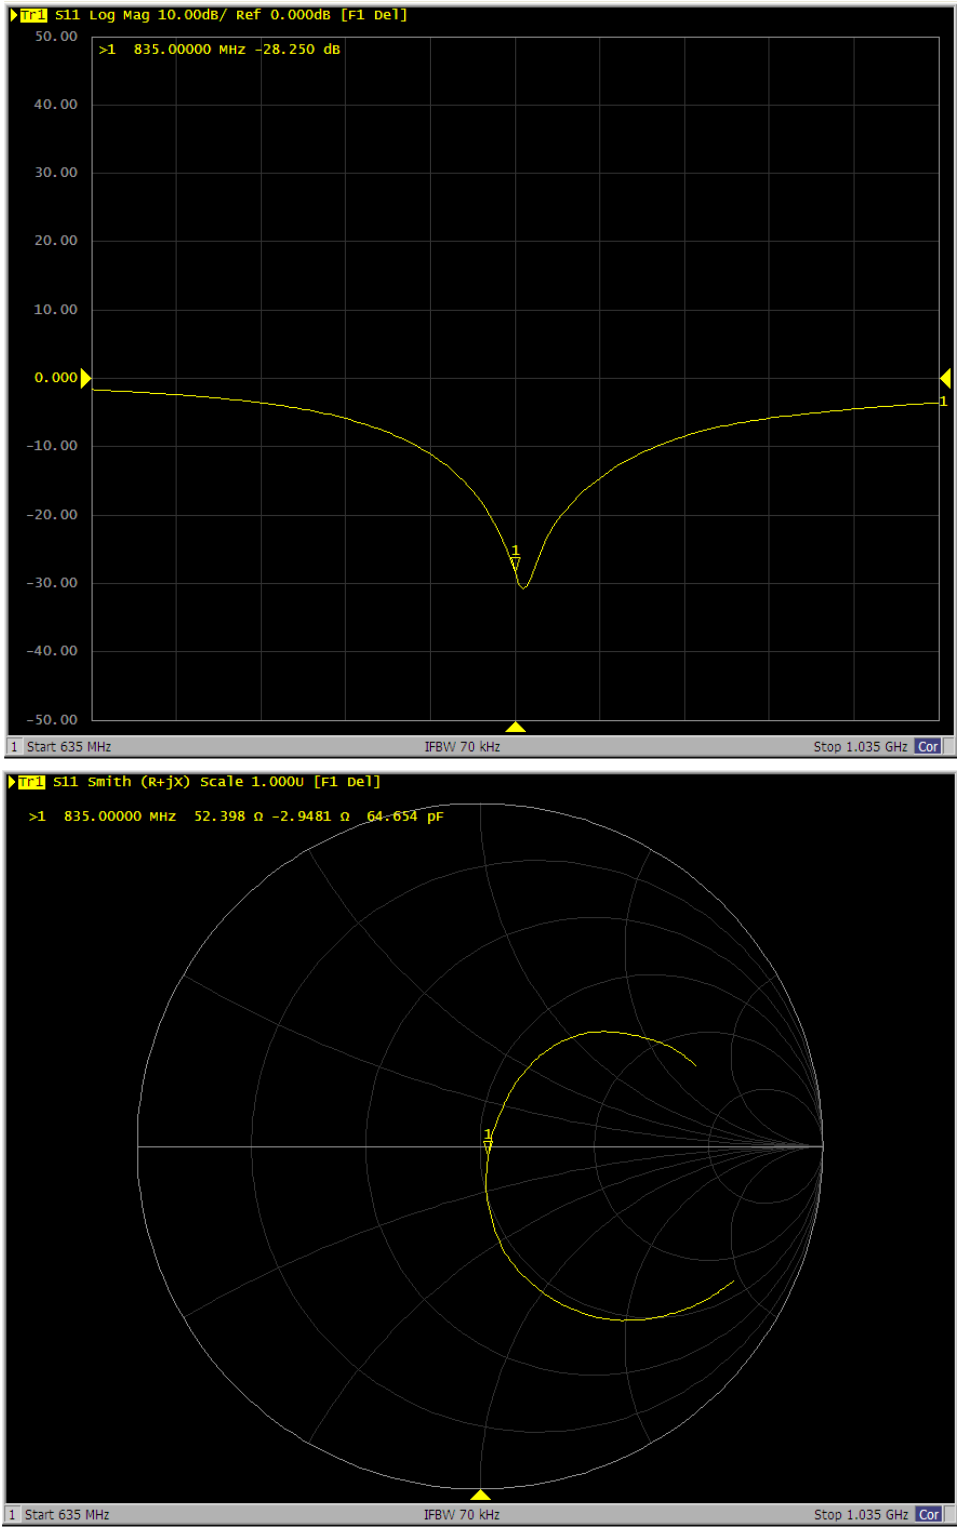 Tr1 S11 Log Mag 10.00dB/ Ref 0.000dB [F1 Del]
50.00
>1 835.00000 MHz -28.250 dB
40.00
30.00
20.00
10.00
0.000
1
-10.00
-20.00
1
-30.00
-40.00
-50.00
1 Start 635 MHz IFBW 70 kHz Stop 1.035 GHz Cor
Tr1 S11 Smith (R+jX) Scale 1.000U [F1 Del]
>1 835.00000 MHz 52.398 Ω -2.9481 Ω 64.654 pF
1
1 Start 635 MHz IFBW 70 kHz Stop 1.035 GHz Cor